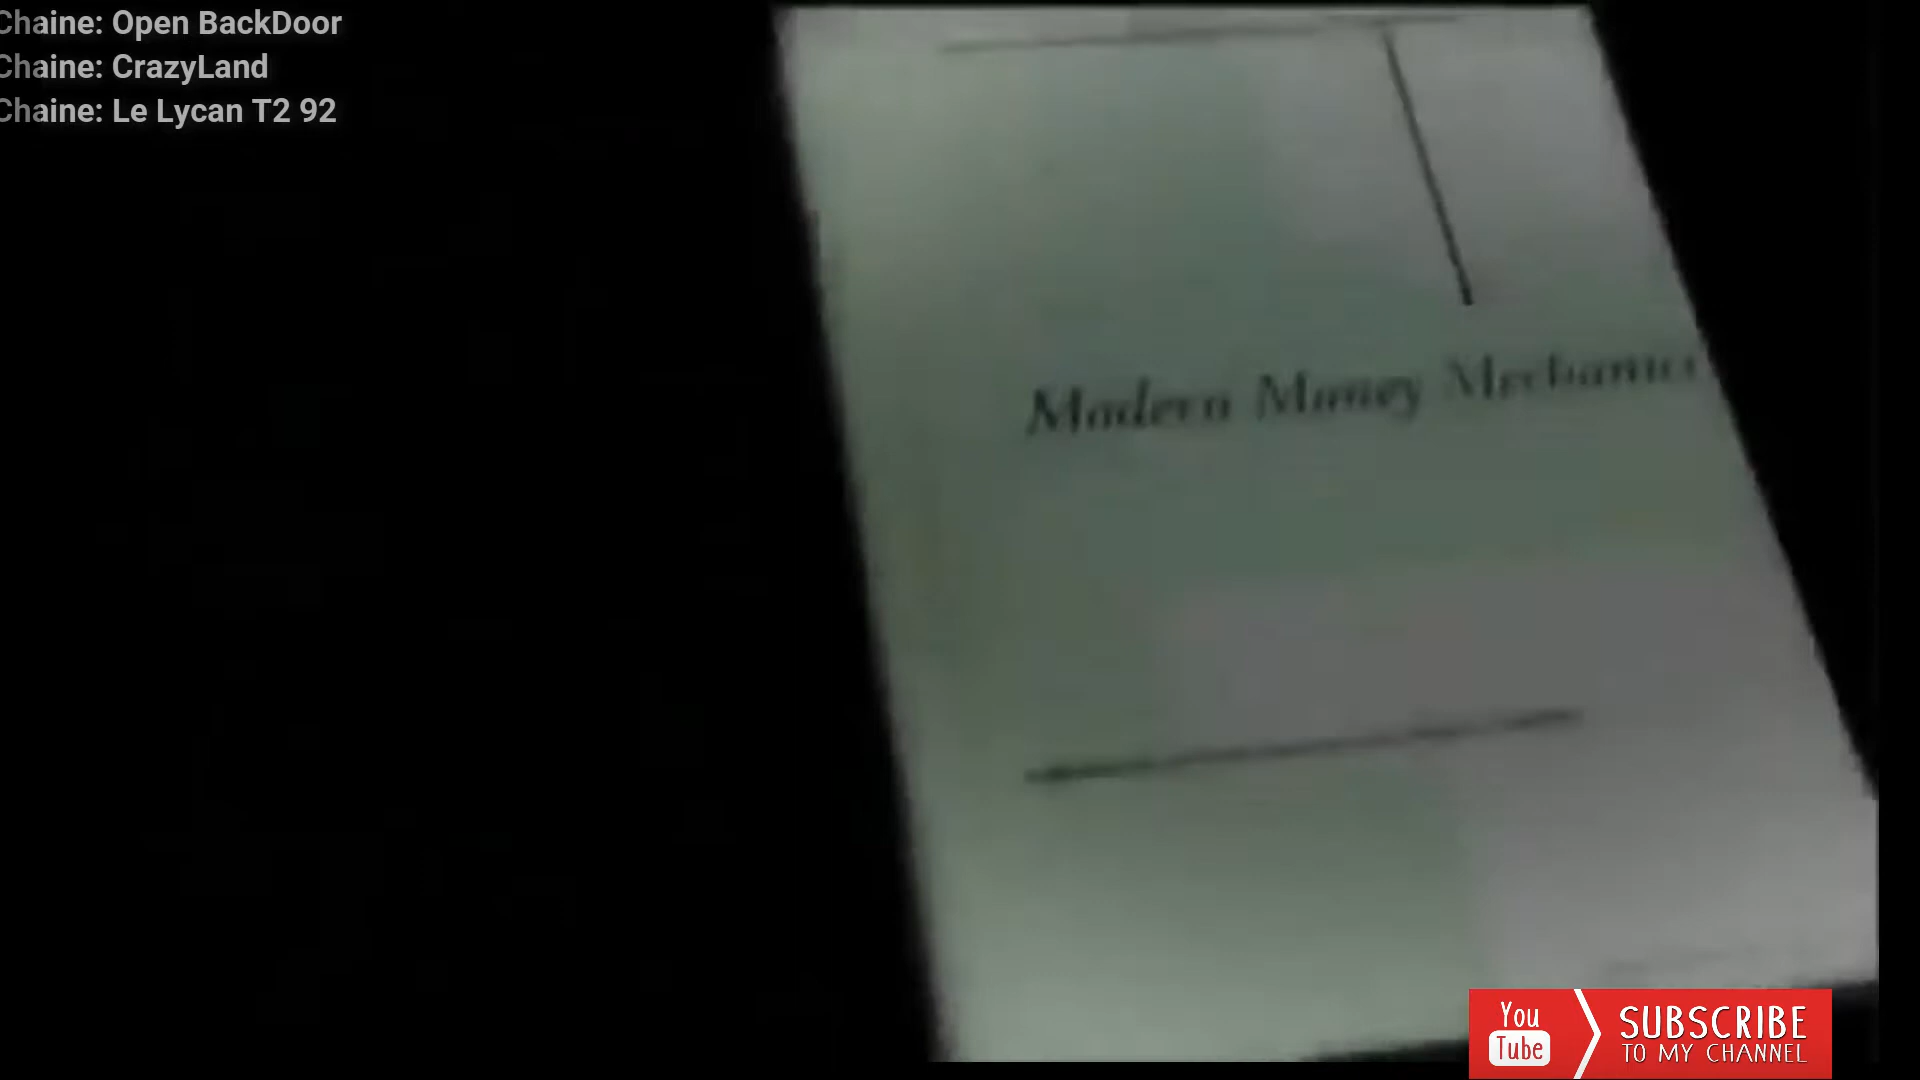 Chaine: Open BackDoor
Chaine: CrazyLand
Chaine: Le Lycan T2 92
Modern Money Mechanics
You
Tube
SUBSCRIBE
TO MY CHANNEL